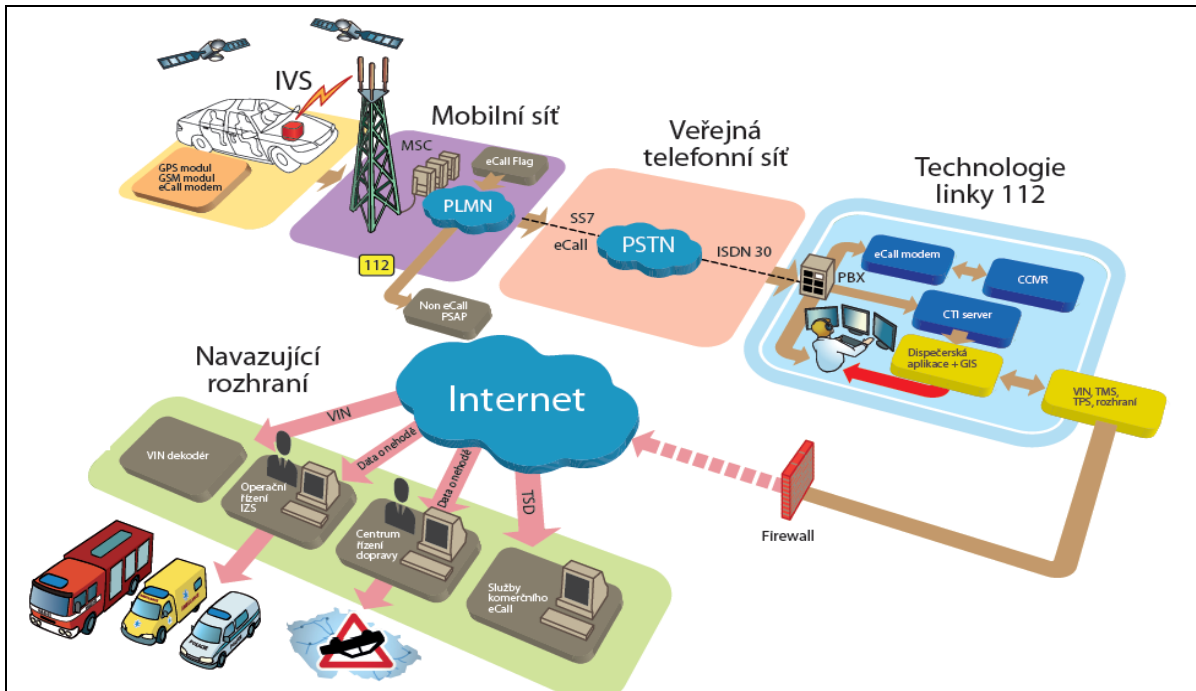 IVS
GPS modul
GSM modul
eCall modem
Mobilní síť
MSC
eCall Flag
PLMN
112
Non eCall
PSAP
Veřejná
telefonní síť
SS7
eCall
PSTN
ISDN 30
Technologie
linky 112
PBX
eCall modem
CCIVR
CTI server
Dispečerská
aplikace + GIS
VIN, TMS,
TPS, rozhraní
Firewall
Internet
Navazující
rozhraní
VIN
Data o nehodě
Data o nehodě
TSD
VIN dekodér
Operační
řízení
IZS
Centrum
řízení
dopravy
Služby
komerčního
eCall
AMBULANCE
POLICIE